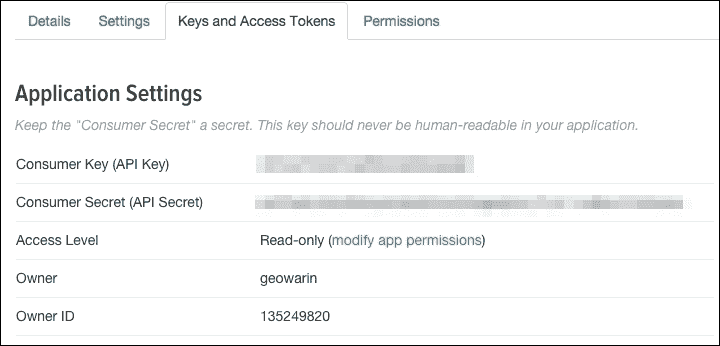 Details Settings Keys and Access Tokens Permissions
Application Settings
Keep the "Consumer Secret" a secret. This key should never be human-readable in your application.
Consumer Key (API Key)
Consumer Secret (API Secret)
Access Level Read-only (modify app permissions)
Owner geowarin
Owner ID 135249820